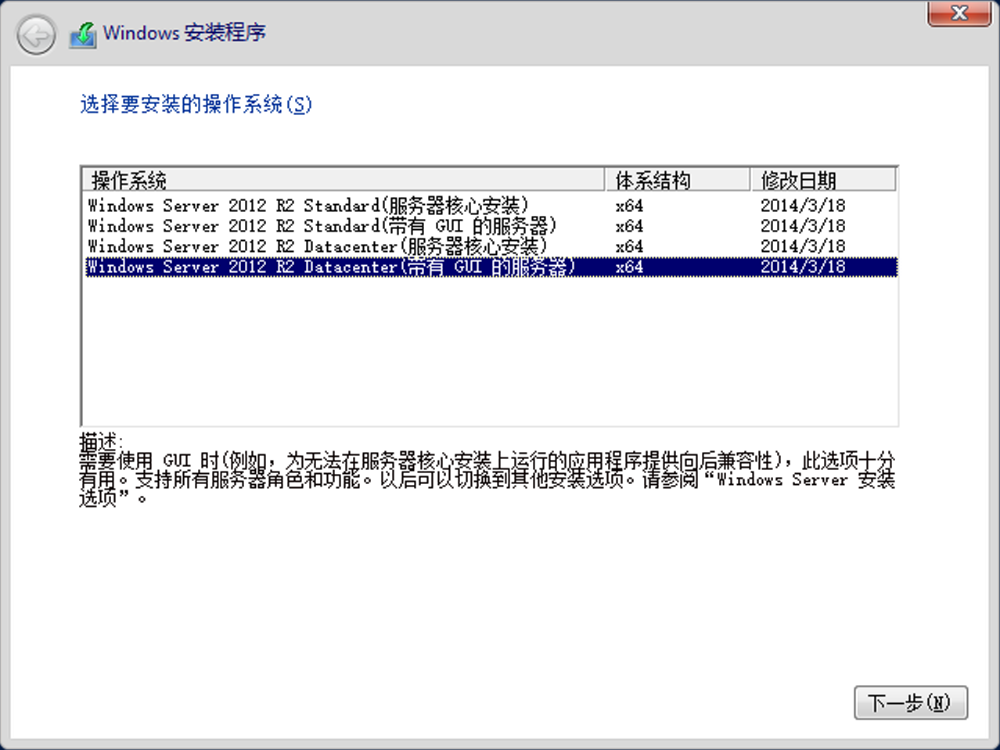 Windows 安装程序
选择要安装的操作系统(S)
操作系统 体系结构 修改日期
Windows Server 2012 R2 Standard(服务器核心安装) x64 2014/3/18
Windows Server 2012 R2 Standard(带有 GUI 的服务器) x64 2014/3/18
Windows Server 2012 R2 Datacenter(服务器核心安装) x64 2014/3/18
Windows Server 2012 R2 Datacenter(带有 GUI 的服务器) x64 2014/3/18
描述:
需要使用 GUI 时(例如，为无法在服务器核心安装上运行的应用程序提供向后兼容性)，此选项十分
有用。支持所有服务器角色和功能。以后可以切换到其他安装选项。请参阅“Windows Server 安装
选项”。
下一步(N)